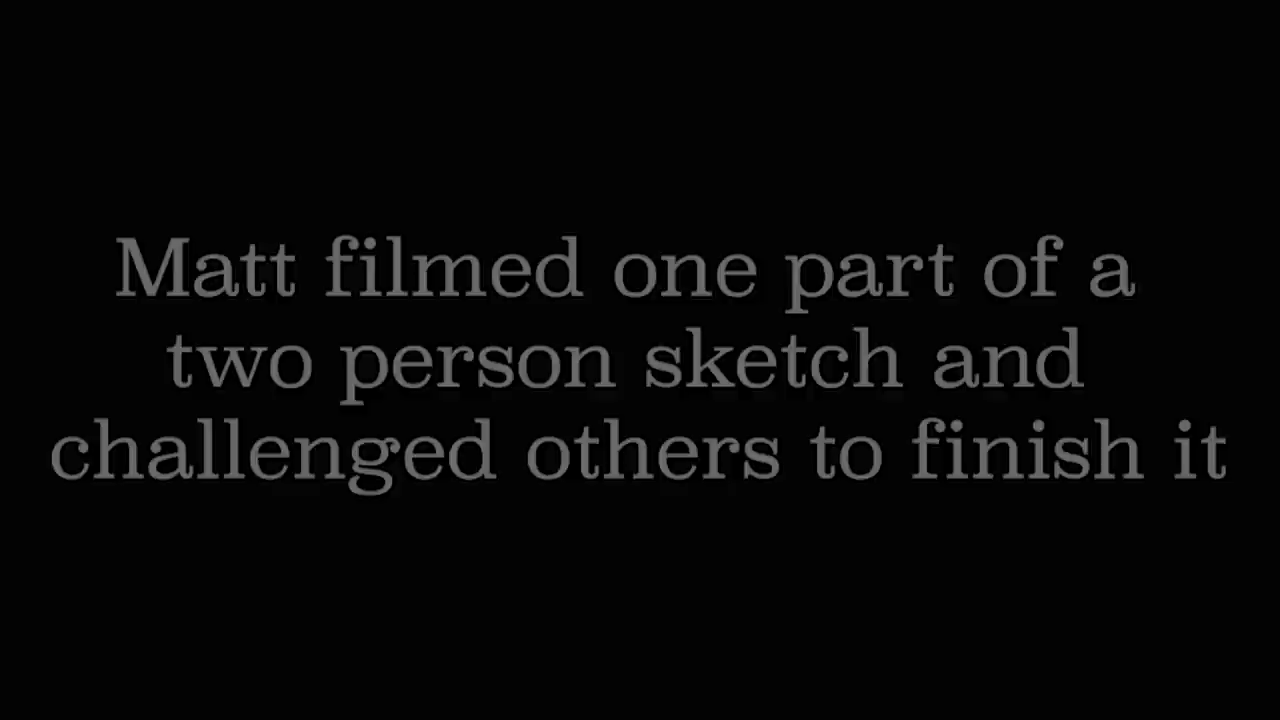 Matt filmed one part of a
two person sketch and
challenged others to finish it